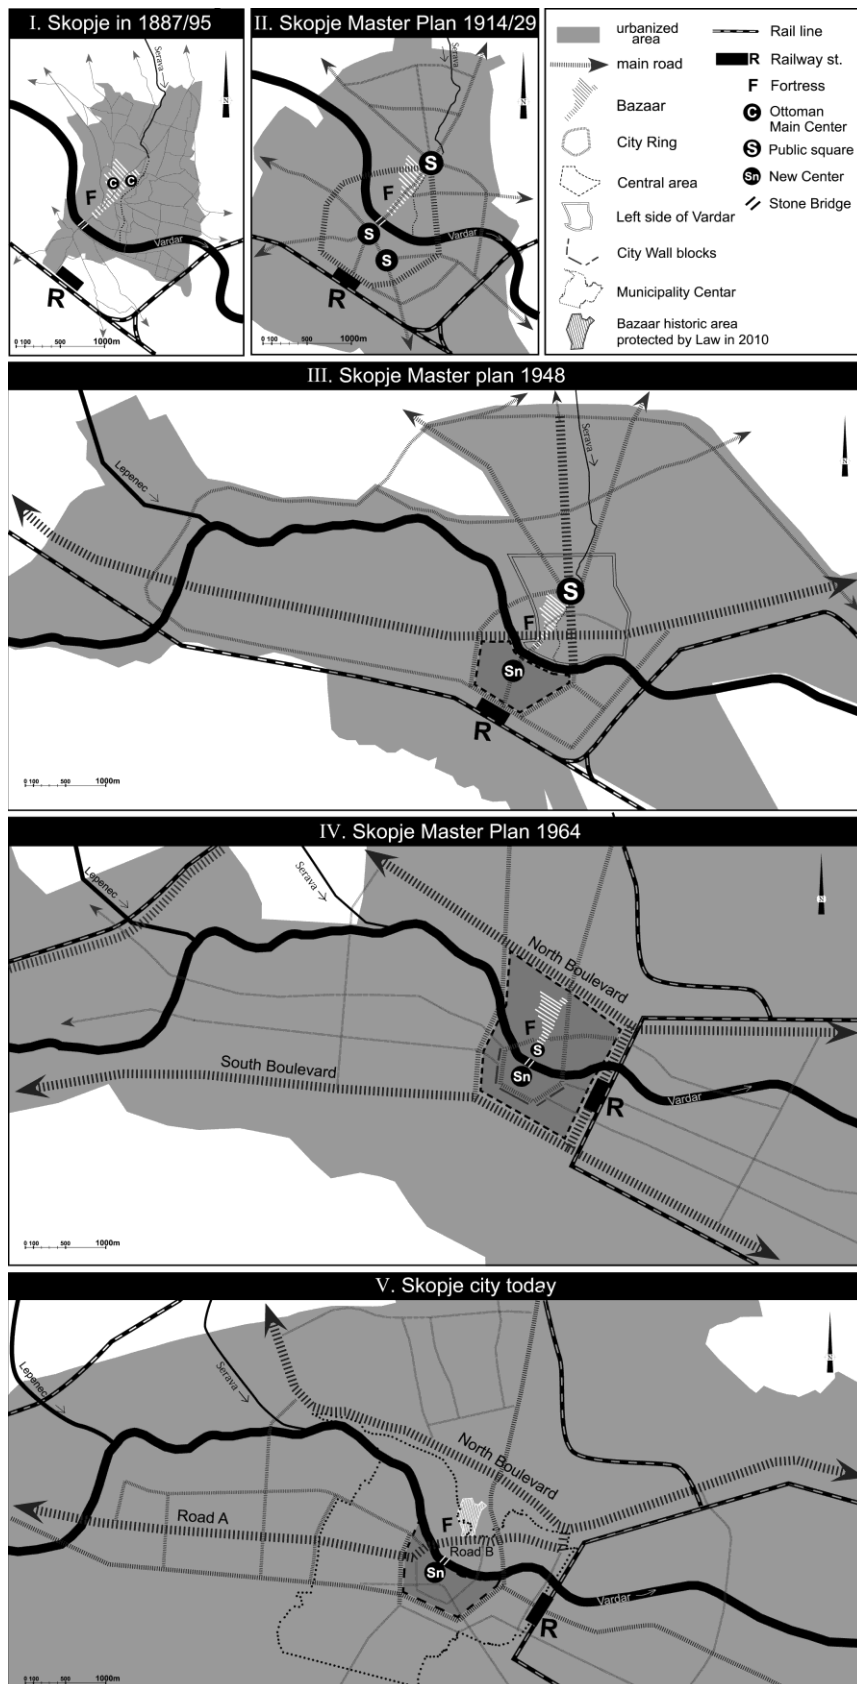 I. Skopje in 1887/95
Serava →
N
C C
F
Vardar
R
0 100 500 1000m
II. Skopje Master Plan 1914/29
Serava →
N
S
F
S
Vardar
S
R
0 100 500 1000m
urbanized area
main road
Bazaar
City Ring
Central area
Left side of Vardar
City Wall blocks
Municipality Centar
Bazaar historic area
protected by Law in 2010
Rail line
R Railway st.
F Fortress
C Ottoman
Main Center
S Public square
Sn New Center
Stone Bridge
III. Skopje Master plan 1948
Lepenec →
Serava →
N
S
F
Sn
R
0 100 500 1000m
IV. Skopje Master Plan 1964
Lepenec →
Serava →
N
North Boulevard
F
S
Sn
South Boulevard
R
Vardar →
0 100 500 1000m
V. Skopje city today
Lepenec →
Serava →
N
North Boulevard
Road A
F
Road B
Sn
Vardar →
R
0 100 500 1000m